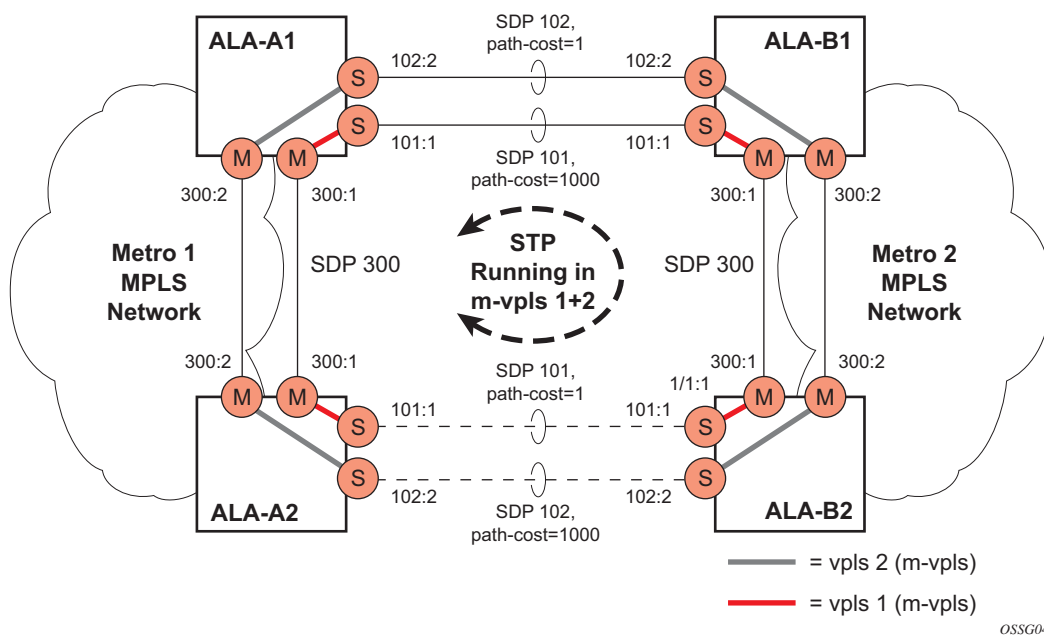 SDP 102,
path-cost=1
ALA-A1
ALA-B1
102:2
102:2
S
S
S
S
101:1
101:1
SDP 101,
path-cost=1000
M
M
M
M
300:2
300:1
300:1
300:2
Metro 1
MPLS
Network
SDP 300
STP
Running in
m-vpls 1+2
SDP 300
Metro 2
MPLS
Network
300:2
300:1
SDP 101,
path-cost=1
300:1
300:2
1/1:1
M
M
M
M
101:1
101:1
S
S
S
S
102:2
102:2
SDP 102,
path-cost=1000
ALA-A2
ALA-B2
= vpls 2 (m-vpls)
= vpls 1 (m-vpls)